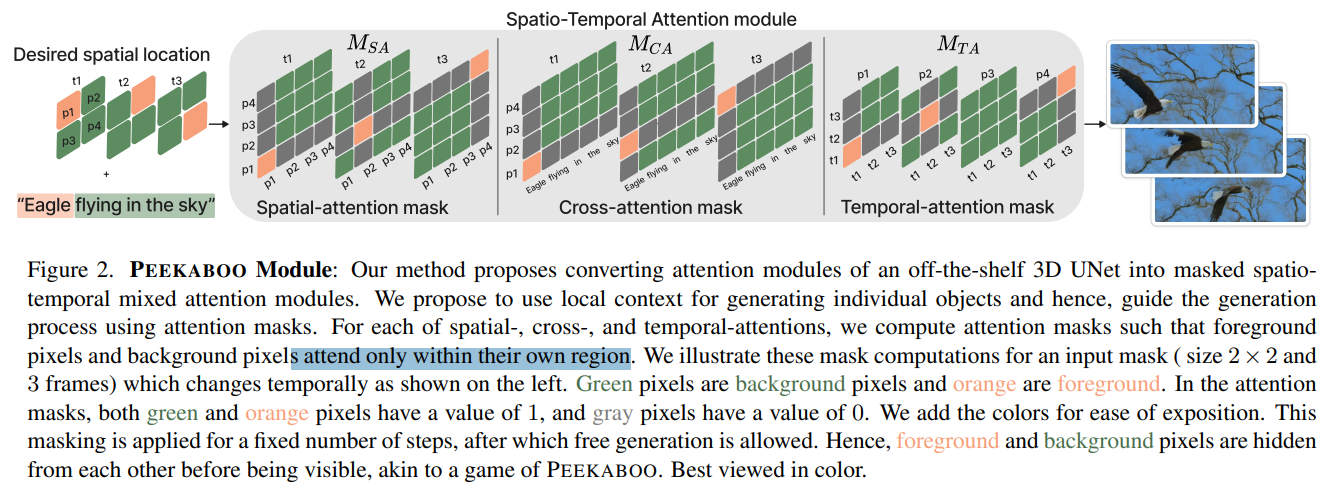 Spatio-Temporal Attention module
Desired spatial location
t1
t2
t3
p1
p2
p3
p4
+
“Eagle flying in the sky”
M_SA
t1
t2
t3
p4
p3
p2
p1
p1 p2 p3 p4
p1 p2 p3 p4
p1 p2 p3 p4
Spatial-attention mask
M_CA
t1
t2
t3
p4
p3
p2
p1
Eagle flying in the sky
Eagle flying in the sky
Eagle flying in the sky
Cross-attention mask
M_TA
p1
p2
p3
p4
t3
t2
t1
t1 t2 t3
t1 t2 t3
t1 t2 t3
t1 t2 t3
Temporal-attention mask
Figure 2. PEEKABOO Module: Our method proposes converting attention modules of an off-the-shelf 3D UNet into masked spatio-
temporal mixed attention modules. We propose to use local context for generating individual objects and hence, guide the generation
process using attention masks. For each of spatial-, cross-, and temporal-attentions, we compute attention masks such that foreground
pixels and background pixels attend only within their own region. We illustrate these mask computations for an input mask ( size 2 × 2 and
3 frames) which changes temporally as shown on the left. Green pixels are background pixels and orange are foreground. In the attention
masks, both green and orange pixels have a value of 1, and gray pixels have a value of 0. We add the colors for ease of exposition. This
masking is applied for a fixed number of steps, after which free generation is allowed. Hence, foreground and background pixels are hidden
from each other before being visible, akin to a game of PEEKABOO. Best viewed in color.